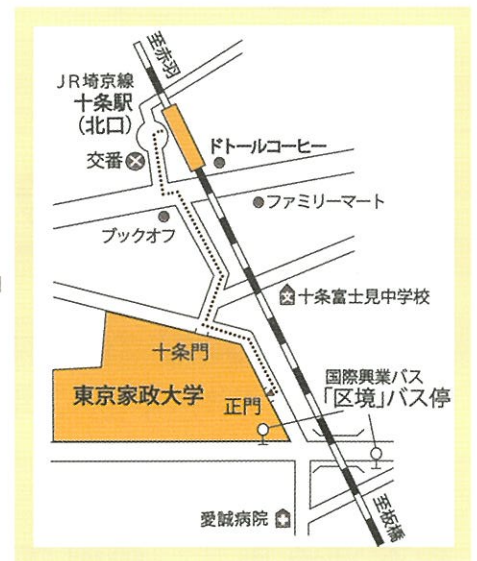 至赤羽
JR埼京線
十条駅
(北口)
交番
ドトールコーヒー
ファミリーマート
ブックオフ
文
十条富士見中学校
十条門
東京家政大学
正門
国際興業バス
「区境」バス停
愛誠病院
至板橋